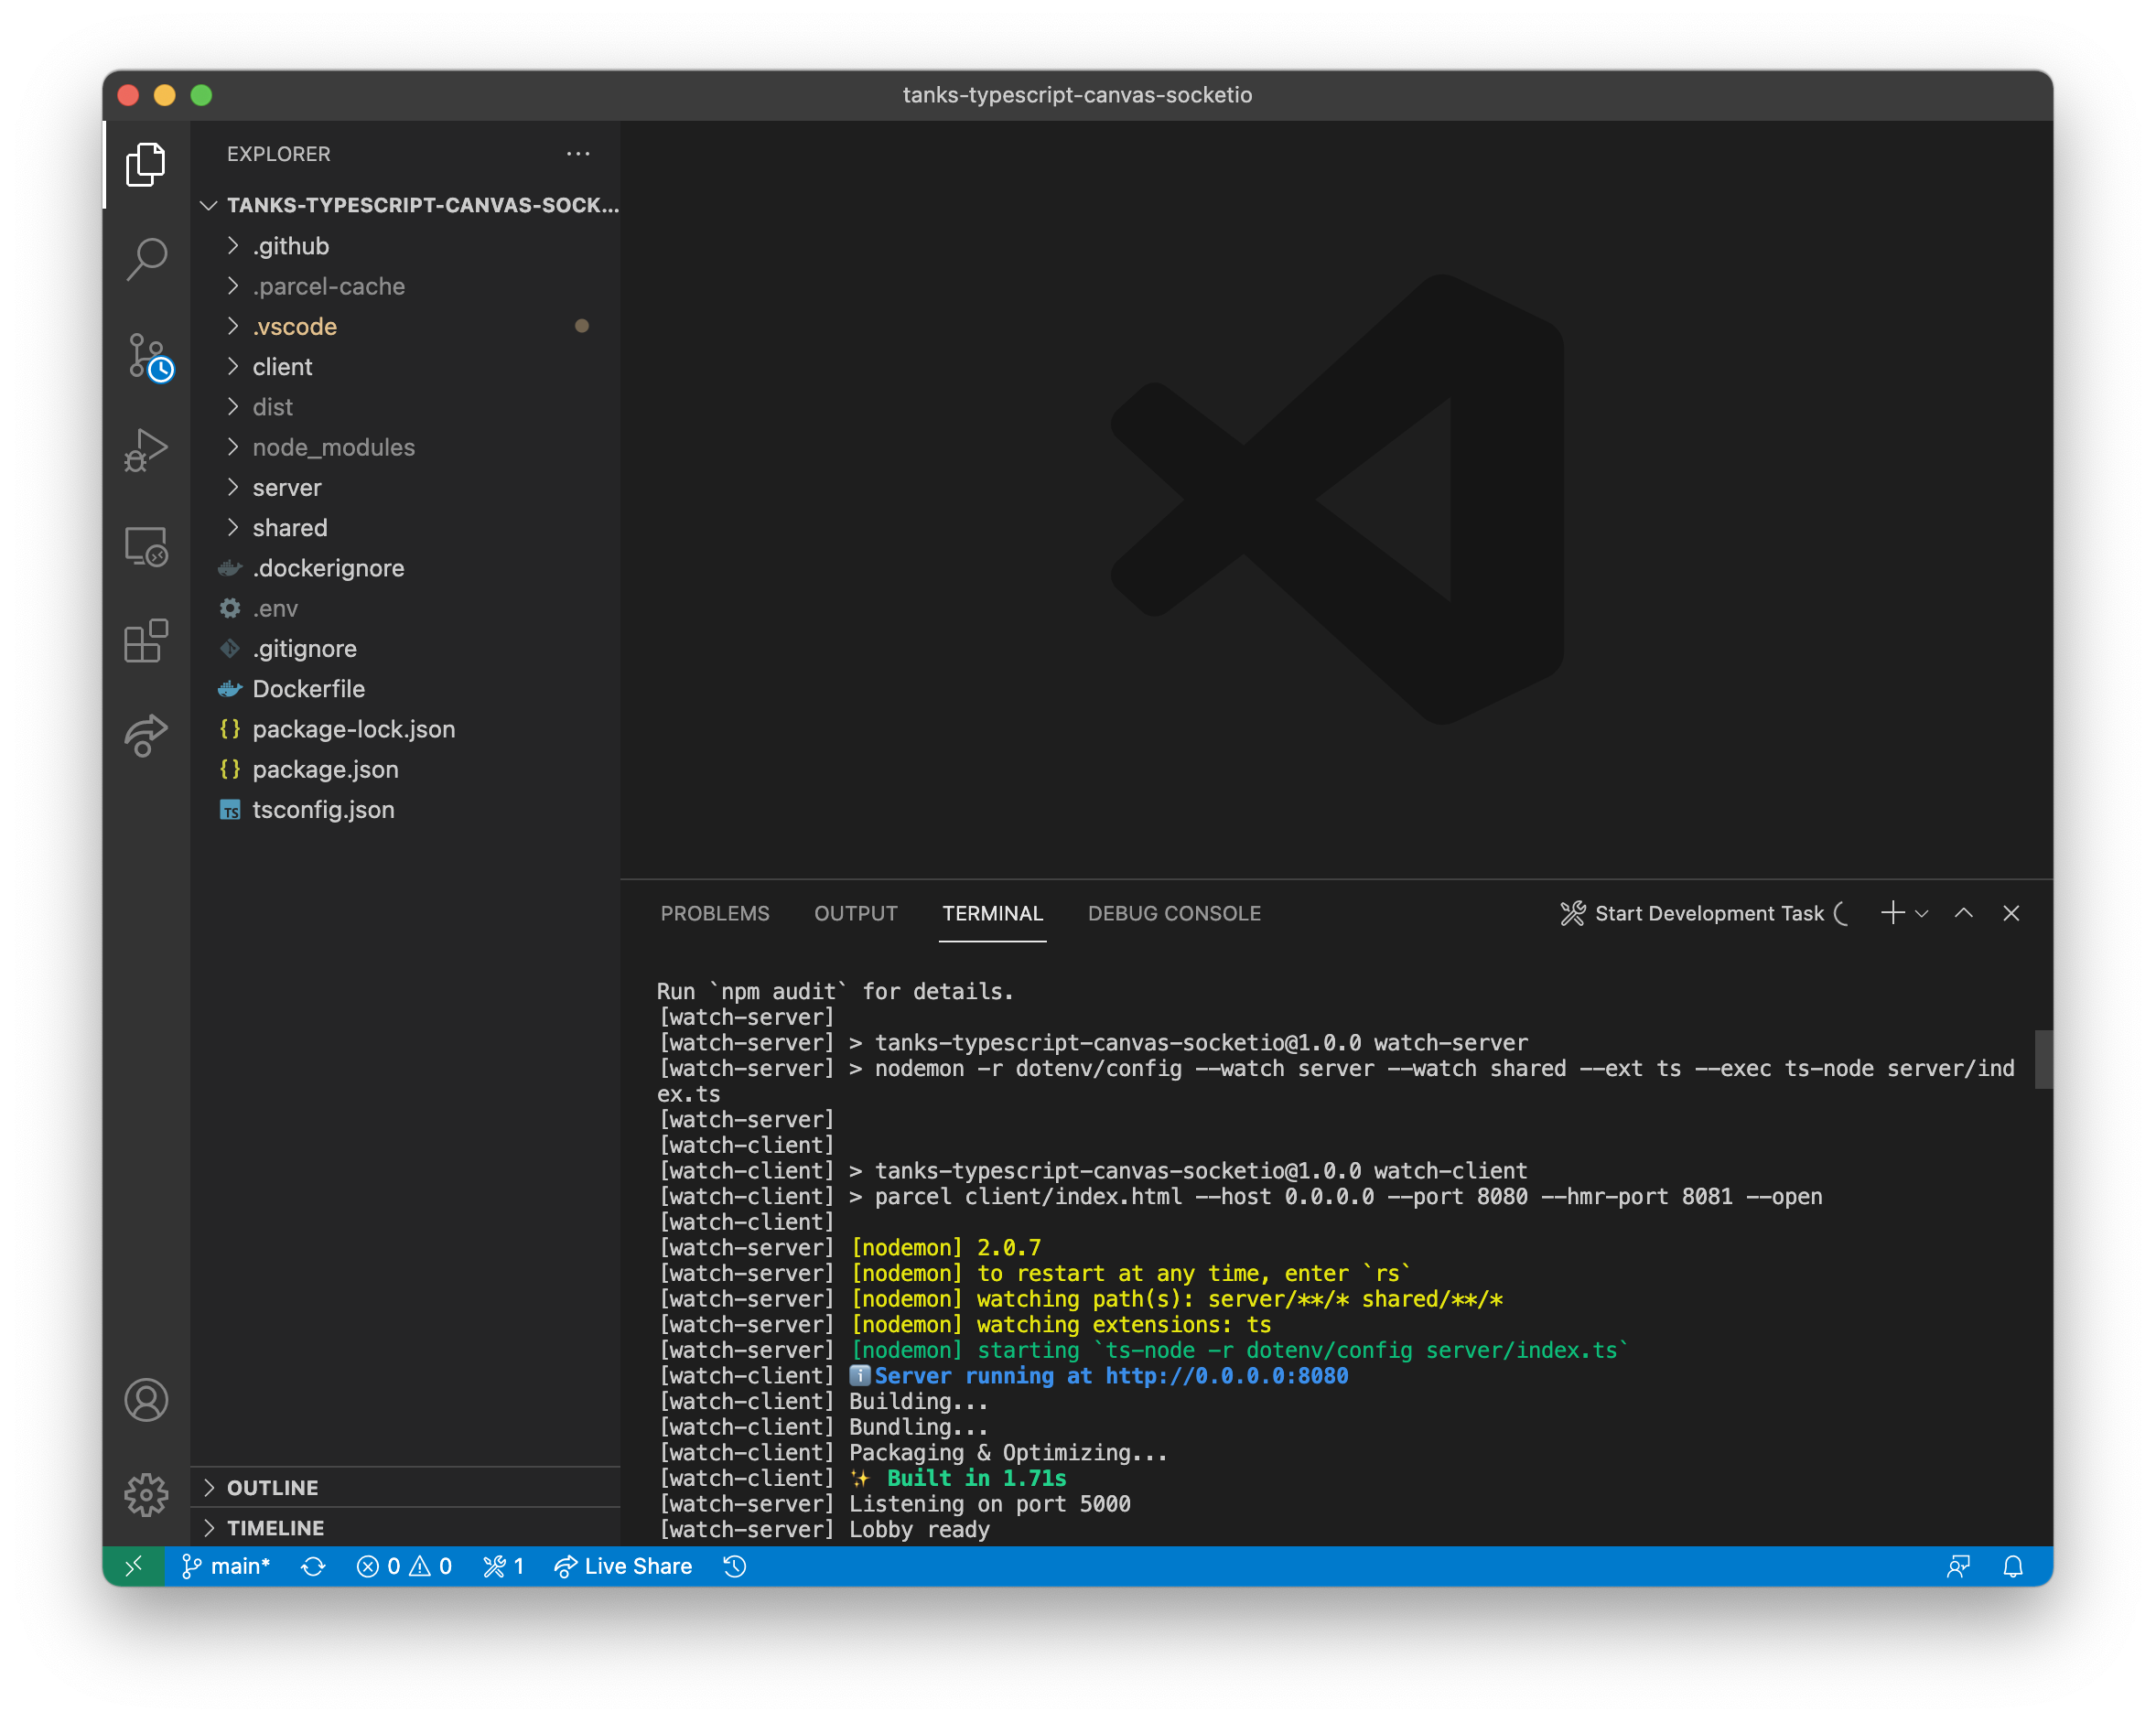 tanks-typescript-canvas-socketio
EXPLORER
TANKS-TYPESCRIPT-CANVAS-SOCK...
.github
.parcel-cache
.vscode
client
dist
node_modules
server
shared
.dockerignore
.env
.gitignore
Dockerfile
{} package-lock.json
{} package.json
TS tsconfig.json
OUTLINE
TIMELINE
PROBLEMS OUTPUT TERMINAL DEBUG CONSOLE Start Development Task
Run `npm audit` for details.
[watch-server]
[watch-server] > tanks-typescript-canvas-socketio@1.0.0 watch-server
[watch-server] > nodemon -r dotenv/config --watch server --watch shared --ext ts --exec ts-node server/ind
ex.ts
[watch-server]
[watch-client]
[watch-client] > tanks-typescript-canvas-socketio@1.0.0 watch-client
[watch-client] > parcel client/index.html --host 0.0.0.0 --port 8080 --hmr-port 8081 --open
[watch-client]
[watch-server] [nodemon] 2.0.7
[watch-server] [nodemon] to restart at any time, enter `rs`
[watch-server] [nodemon] watching path(s): server/**/* shared/**/*
[watch-server] [nodemon] watching extensions: ts
[watch-server] [nodemon] starting `ts-node -r dotenv/config server/index.ts`
[watch-client] ℹ️Server running at http://0.0.0.0:8080
[watch-client] Building...
[watch-client] Bundling...
[watch-client] Packaging & Optimizing...
[watch-client] ✨ Built in 1.71s
[watch-server] Listening on port 5000
[watch-server] Lobby ready
main* 0 0 1 Live Share